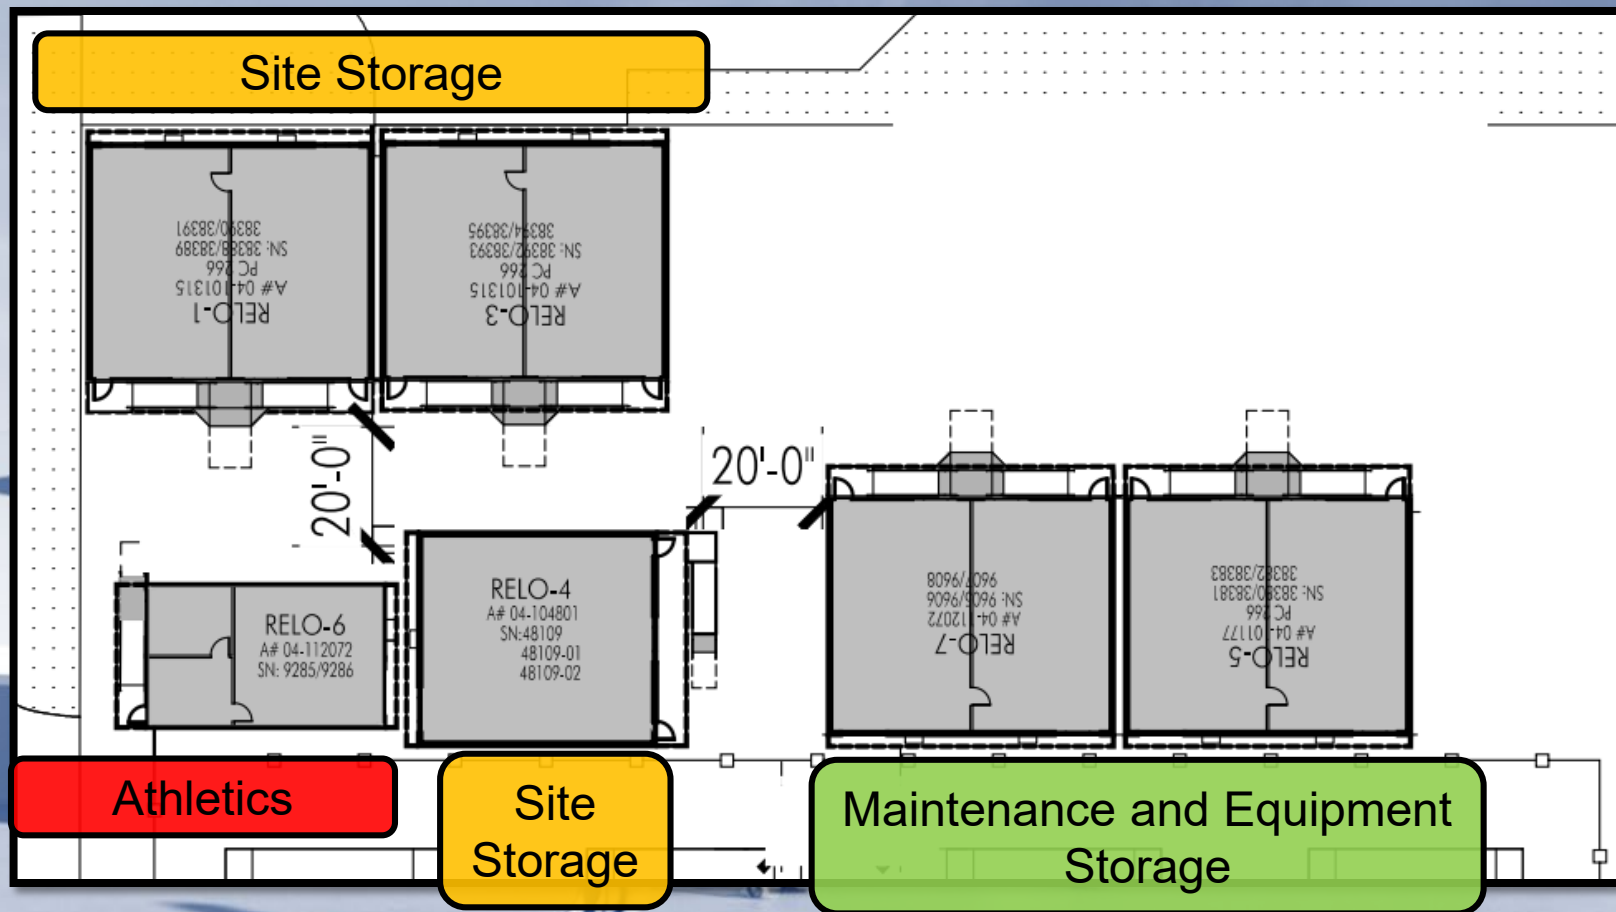 Site Storage
RELO-1
A# 04-101315
PC 266
SN: 38388/38389
38390/38391
RELO-3
A# 04-101315
PC 266
SN: 38392/38393
38394/38395
20'-0"
20'-0"
RELO-6
A# 04-112072
SN: 9285/9286
RELO-4
A# 04-104801
SN:48109
48109-01
48109-02
RELO-7
A# 04-112072
SN: 9605/9606
9607/9608
RELO-5
A# 04-101177
PC 266
SN: 38380/38381
38382/38383
Athletics
Site
Storage
Maintenance and Equipment
Storage